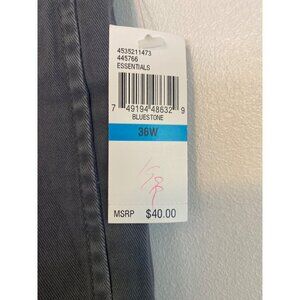 4535211473
445766
ESSENTIALS
7 49194 48632 9
BLUESTONE
36W
MSRP $40.00